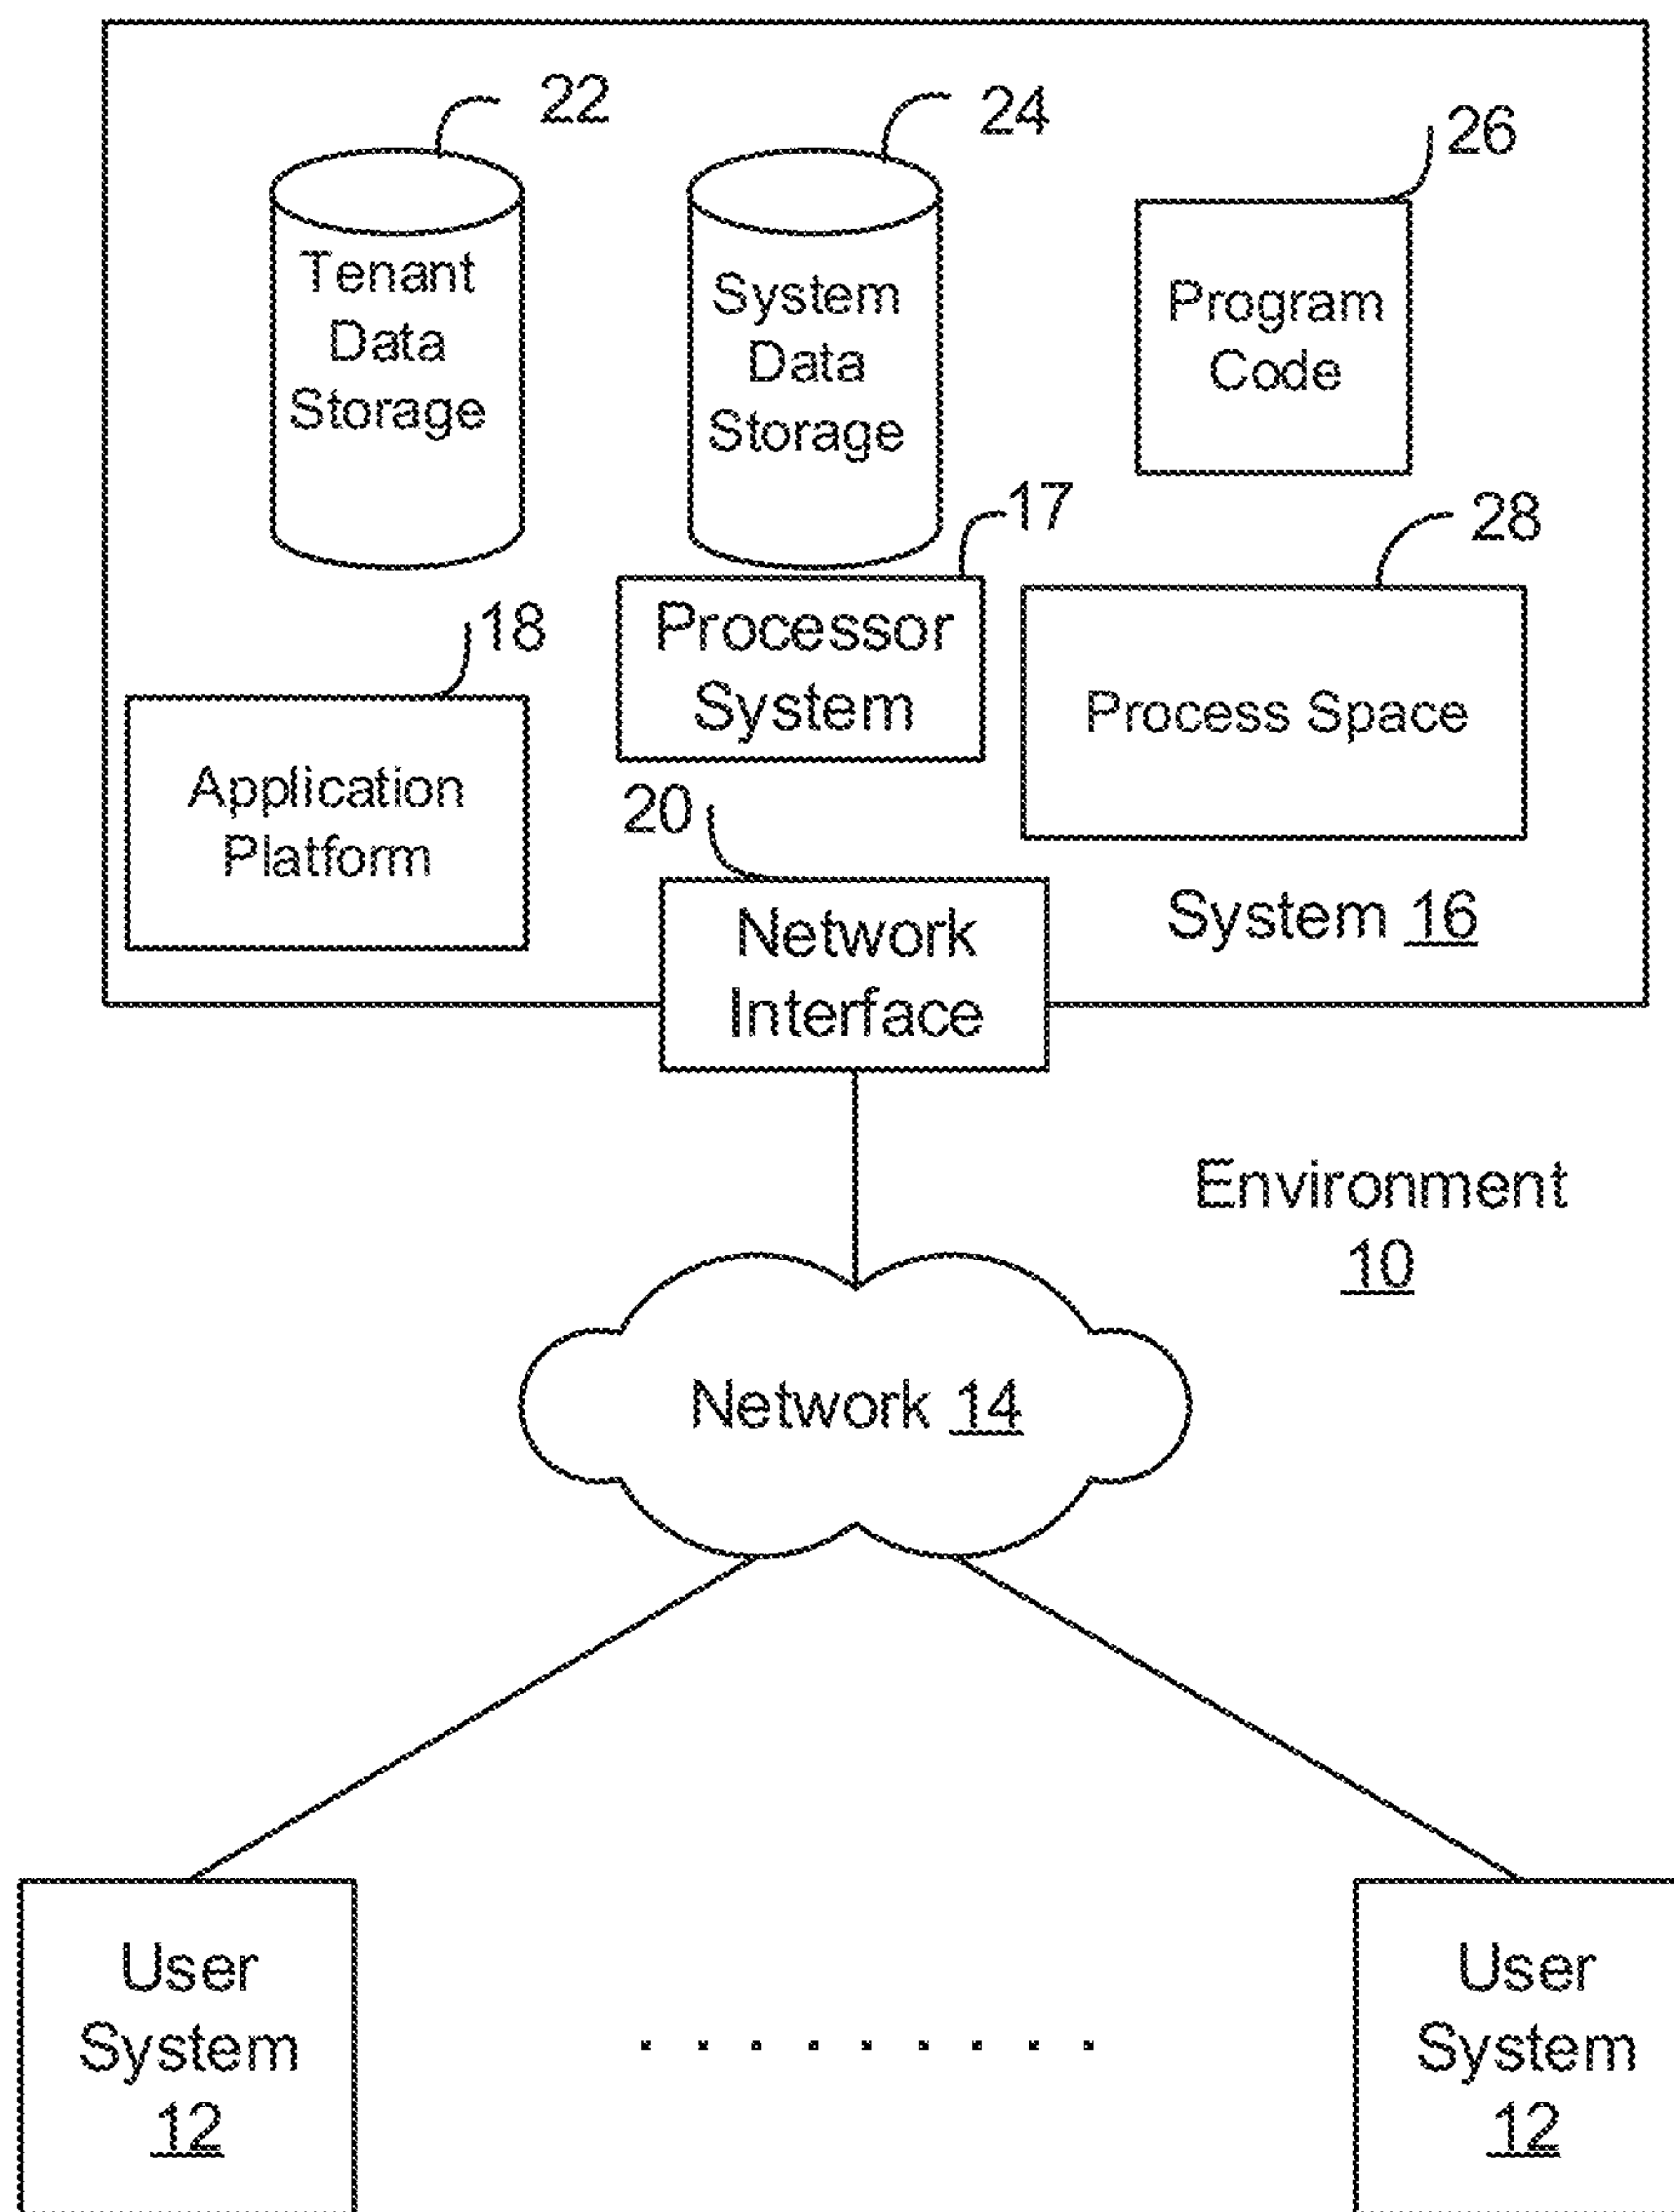 22
24
26
Tenant
Data
Storage
System
Data
Storage
Program
Code
17
28
18
Processor
System
Process Space
Application
Platform
20
Network
Interface
System 16
Environment
10
Network 14
User
System
12
User
System
12